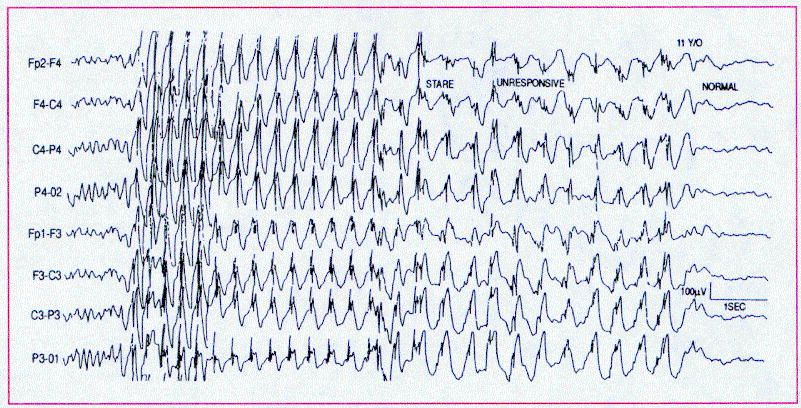 11 Y/O
Fp2-F4
STARE UNRESPONSIVE NORMAL
F4-C4
C4-P4
P4-02
Fp1-F3
F3-C3
100μV
1SEC
C3-P3
P3-01